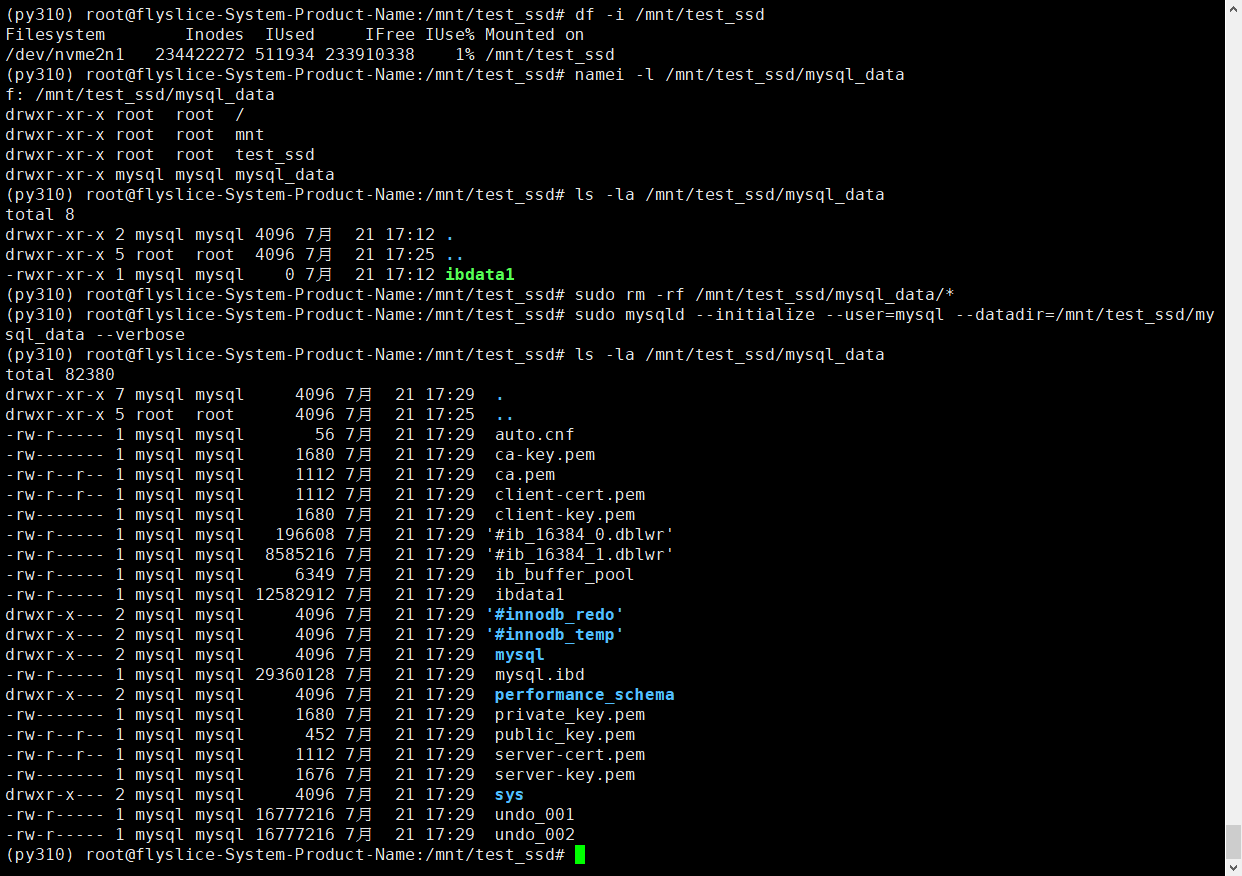 (py310) root@flyslice-System-Product-Name:/mnt/test_ssd# df -i /mnt/test_ssd
Filesystem        Inodes  IUsed     IFree IUse% Mounted on
/dev/nvme2n1   234422272 511934 233910338    1% /mnt/test_ssd
(py310) root@flyslice-System-Product-Name:/mnt/test_ssd# namei -l /mnt/test_ssd/mysql_data
f: /mnt/test_ssd/mysql_data
drwxr-xr-x root  root  /
drwxr-xr-x root  root  mnt
drwxr-xr-x root  root  test_ssd
drwxr-xr-x mysql mysql mysql_data
(py310) root@flyslice-System-Product-Name:/mnt/test_ssd# ls -la /mnt/test_ssd/mysql_data
total 8
drwxr-xr-x 2 mysql mysql 4096 7月  21 17:12 .
drwxr-xr-x 5 root  root  4096 7月  21 17:25 ..
-rwxr-xr-x 1 mysql mysql    0 7月  21 17:12 ibdata1
(py310) root@flyslice-System-Product-Name:/mnt/test_ssd# sudo rm -rf /mnt/test_ssd/mysql_data/*
(py310) root@flyslice-System-Product-Name:/mnt/test_ssd# sudo mysqld --initialize --user=mysql --datadir=/mnt/test_ssd/my
sql_data --verbose
(py310) root@flyslice-System-Product-Name:/mnt/test_ssd# ls -la /mnt/test_ssd/mysql_data
total 82380
drwxr-xr-x 7 mysql mysql     4096 7月  21 17:29  .
drwxr-xr-x 5 root  root      4096 7月  21 17:25  ..
-rw-r----- 1 mysql mysql       56 7月  21 17:29  auto.cnf
-rw------- 1 mysql mysql     1680 7月  21 17:29  ca-key.pem
-rw-r--r-- 1 mysql mysql     1112 7月  21 17:29  ca.pem
-rw-r--r-- 1 mysql mysql     1112 7月  21 17:29  client-cert.pem
-rw------- 1 mysql mysql     1680 7月  21 17:29  client-key.pem
-rw-r----- 1 mysql mysql   196608 7月  21 17:29 '#ib_16384_0.dblwr'
-rw-r----- 1 mysql mysql  8585216 7月  21 17:29 '#ib_16384_1.dblwr'
-rw-r----- 1 mysql mysql     6349 7月  21 17:29  ib_buffer_pool
-rw-r----- 1 mysql mysql 12582912 7月  21 17:29  ibdata1
drwxr-x--- 2 mysql mysql     4096 7月  21 17:29 '#innodb_redo'
drwxr-x--- 2 mysql mysql     4096 7月  21 17:29 '#innodb_temp'
drwxr-x--- 2 mysql mysql     4096 7月  21 17:29  mysql
-rw-r----- 1 mysql mysql 29360128 7月  21 17:29  mysql.ibd
drwxr-x--- 2 mysql mysql     4096 7月  21 17:29  performance_schema
-rw------- 1 mysql mysql     1680 7月  21 17:29  private_key.pem
-rw-r--r-- 1 mysql mysql      452 7月  21 17:29  public_key.pem
-rw-r--r-- 1 mysql mysql     1112 7月  21 17:29  server-cert.pem
-rw------- 1 mysql mysql     1676 7月  21 17:29  server-key.pem
drwxr-x--- 2 mysql mysql     4096 7月  21 17:29  sys
-rw-r----- 1 mysql mysql 16777216 7月  21 17:29  undo_001
-rw-r----- 1 mysql mysql 16777216 7月  21 17:29  undo_002
(py310) root@flyslice-System-Product-Name:/mnt/test_ssd#